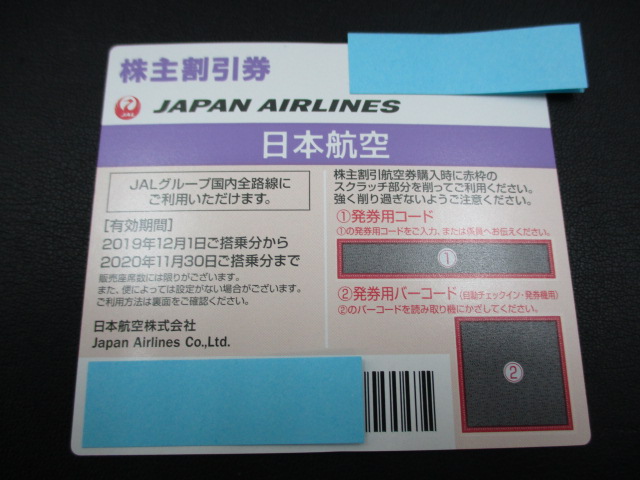 株主割引券
JAL
JAPAN AIRLINES
日本航空
JALグループ国内全路線に
ご利用いただけます。
[有効期間]
2019年12月1日ご搭乗分から
2020年11月30日ご搭乗分まで
販売座席数には限りがございます。
また、便によっては設定がない場合がございます。
ご利用方法は裏面をご確認ください。
日本航空株式会社
Japan Airlines Co.,Ltd.
株主割引航空券購入時に赤枠の
スクラッチ部分を削ってご利用ください。
強く削り過ぎないようご注意ください。
①発券用コード
①の発券用コードをご入力、または係員へお伝えください。
①
②発券用バーコード(自動チェックイン・発券機用)
②のバーコードを読み取り機にかざしてください。
②